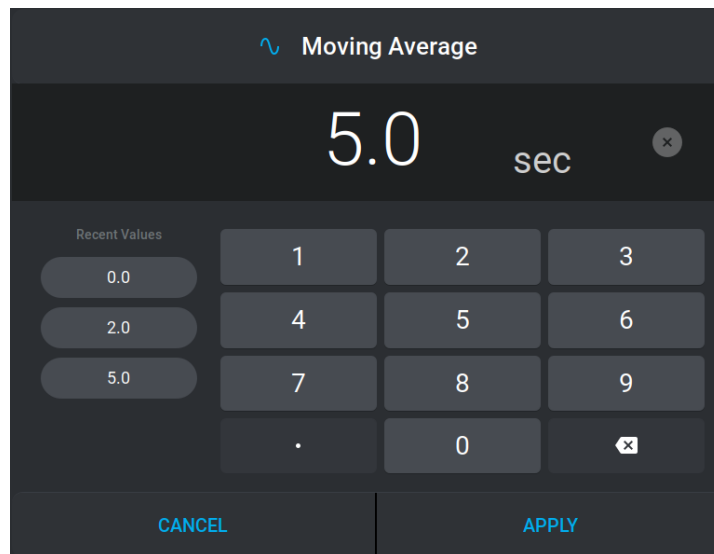 Moving Average
5.0 sec
Recent Values
0.0
2.0
5.0
1 2 3
4 5 6
7 8 9
. 0
CANCEL APPLY